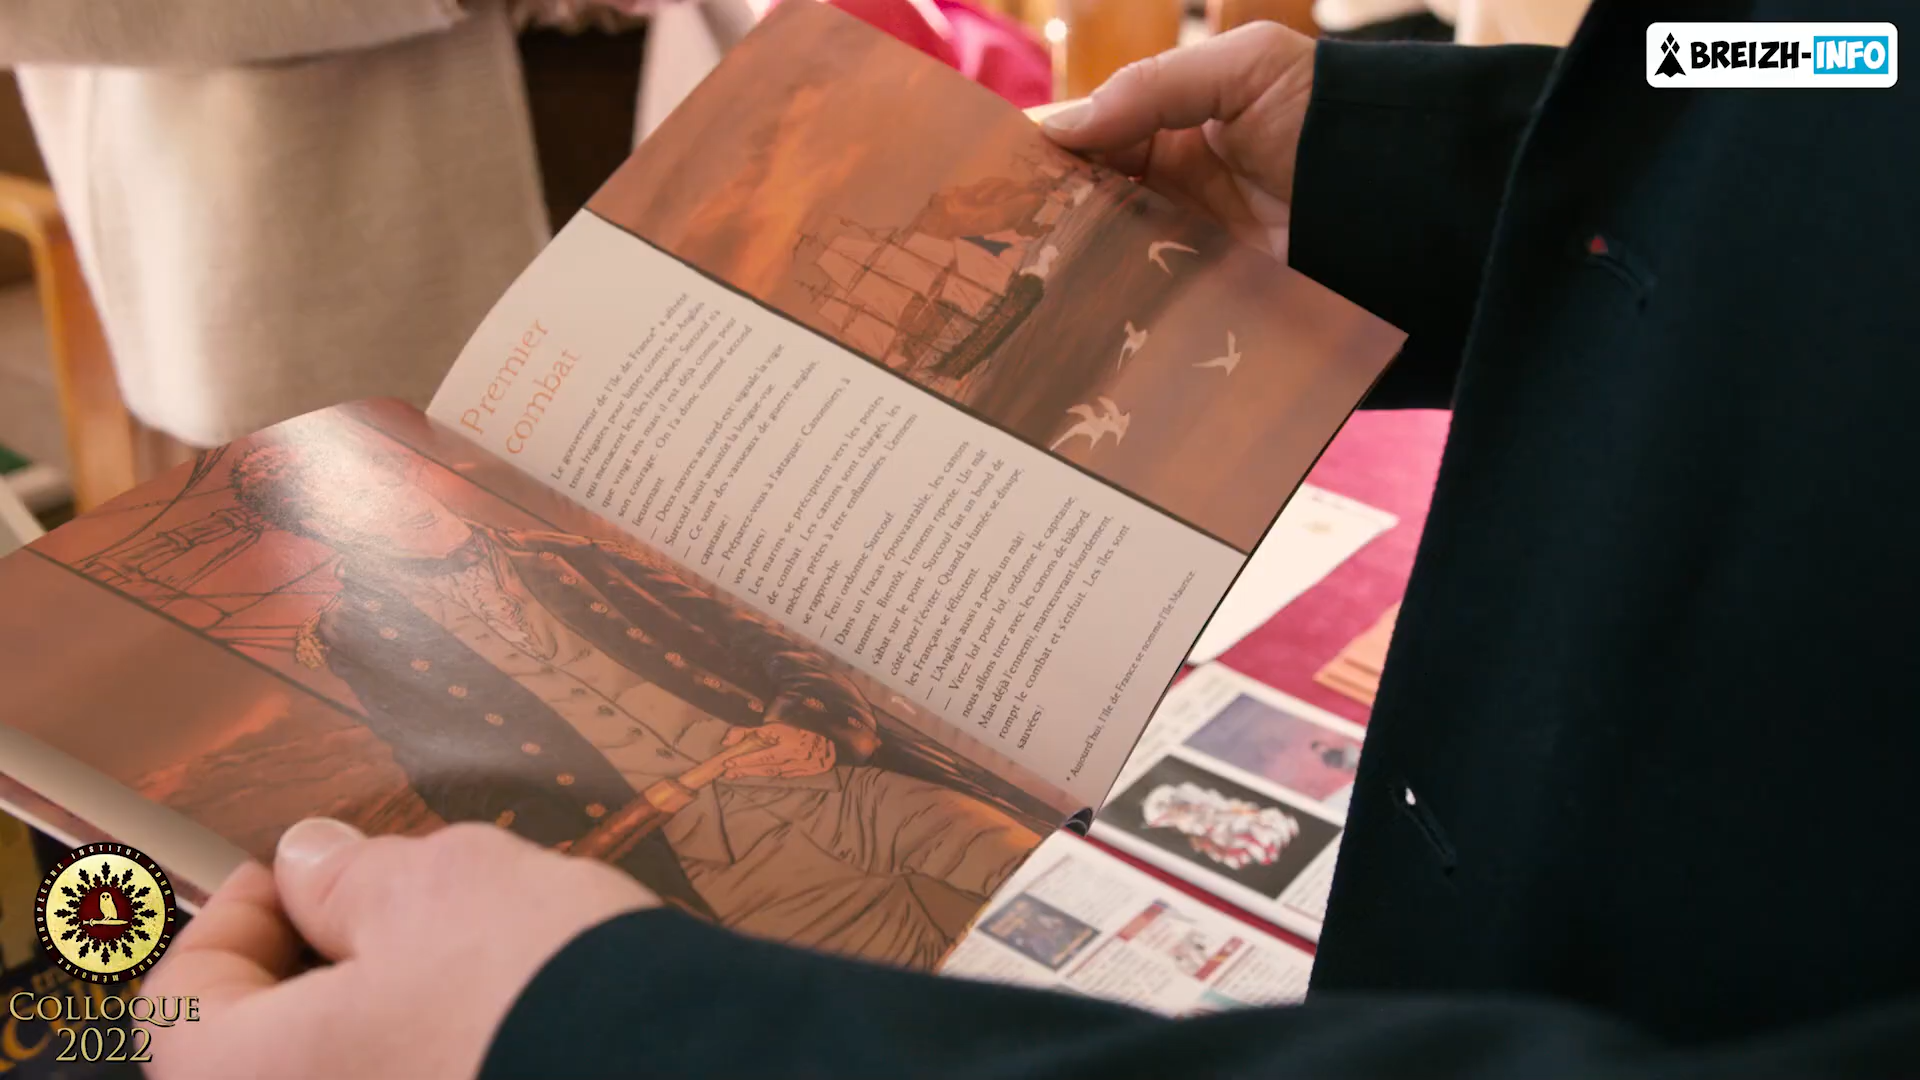 BREIZH-INFO
Premier
combat
Le gouverneur de l'île de France* a affrété
trois frégates pour lutter contre les Anglais
qui menacent les îles françaises. Surcouf n'a
que vingt ans mais il est déjà connu pour
son courage. On l'a donc nommé second
lieutenant.
— Deux navires au nord-est! signale la vigie.
Surcouf saisit aussitôt la longue-vue.
— Ce sont des vaisseaux de guerre anglais,
capitaine!
— Préparez-vous à l'attaque! Canonniers, à
vos postes!
Les marins se précipitent vers les postes
de combat. Les canons sont chargés, les
mèches prêtes à être enflammées. L'ennemi
se rapproche.
— Feu! ordonne Surcouf.
Dans un fracas épouvantable, les canons
tonnent. Bientôt, l'ennemi riposte. Un mât
s'abat sur le pont. Surcouf fait un bond de
côté pour l'éviter. Quand la fumée se dissipe,
les Français se félicitent.
— L'Anglais aussi a perdu un mât!
— Virez lof pour lof, ordonne le capitaine,
nous allons tirer avec les canons de bâbord.
Mais déjà l'ennemi, manœuvrant lourdement,
rompt le combat et s'enfuit. Les îles sont
sauvées!
* Aujourd'hui, l'île de France se nomme l'île Maurice.
INSTITUT POUR LA LONGUE MÉMOIRE EUROPÉENNE
COLLOQUE
2022